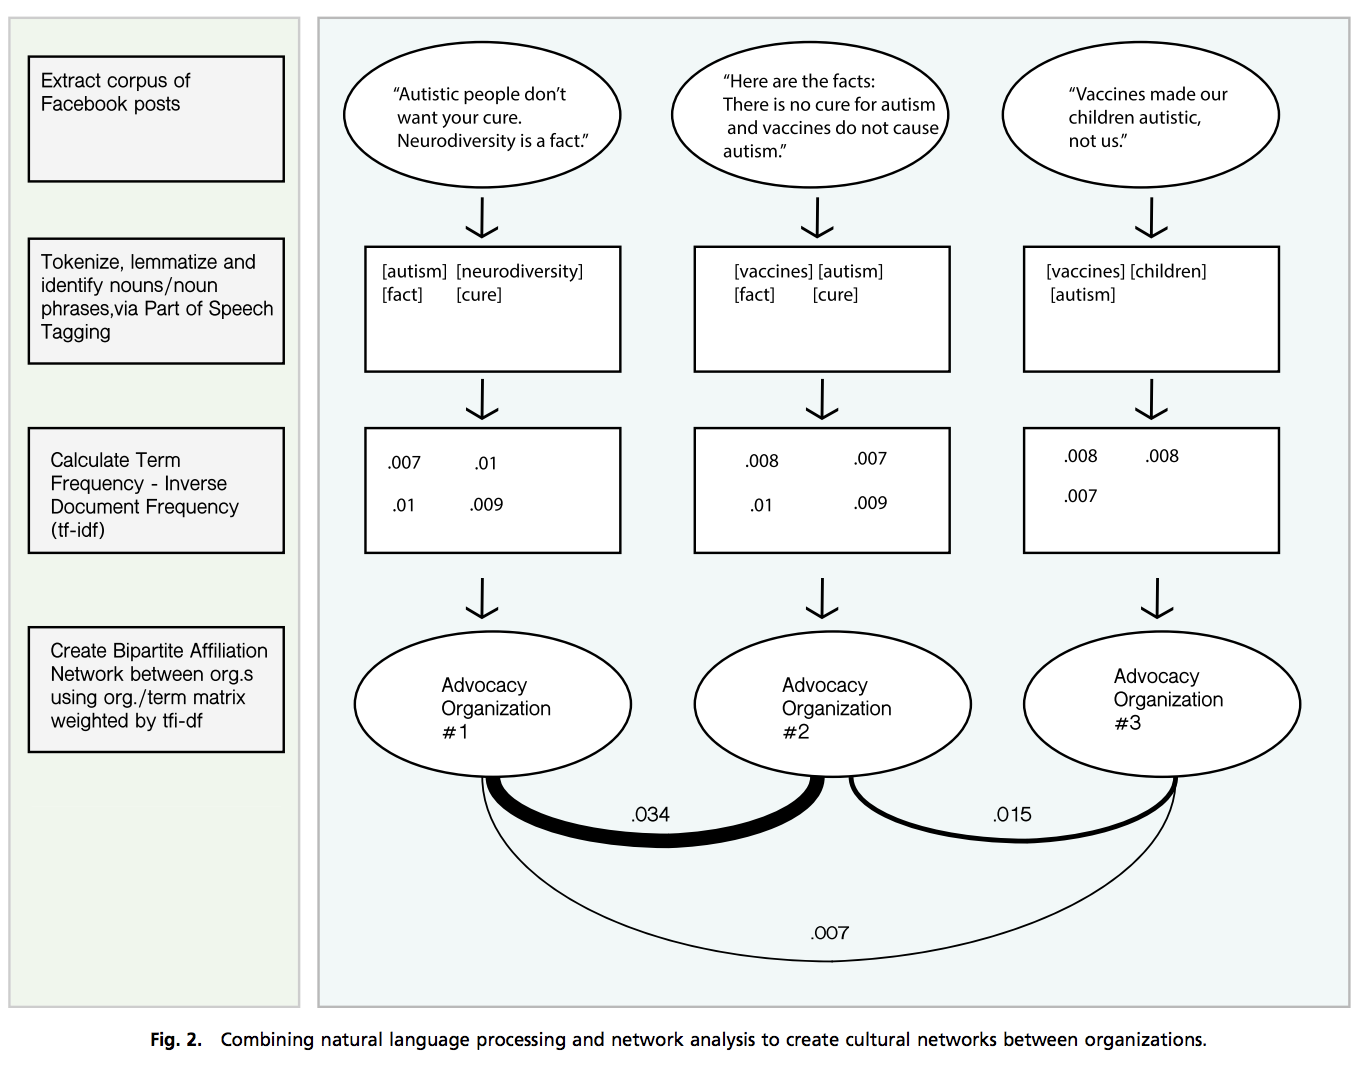 Extract corpus of
Facebook posts
“Autistic people don’t
want your cure.
Neurodiversity is a fact.”
“Here are the facts:
There is no cure for autism
and vaccines do not cause
autism.”
“Vaccines made our
children autistic,
not us.”
Tokenize, lemmatize and
identify nouns/noun
phrases,via Part of Speech
Tagging
[autism] [neurodiversity]
[fact] [cure]
[vaccines] [autism]
[fact] [cure]
[vaccines] [children]
[autism]
Calculate Term
Frequency - Inverse
Document Frequency
(tf-idf)
.007 .01
.01 .009
.008 .007
.01 .009
.008 .008
.007
Create Bipartite Affiliation
Network between org.s
using org./term matrix
weighted by tfi-df
Advocacy
Organization
#1
Advocacy
Organization
#2
Advocacy
Organization
#3
.034
.015
.007
Fig. 2. Combining natural language processing and network analysis to create cultural networks between organizations.